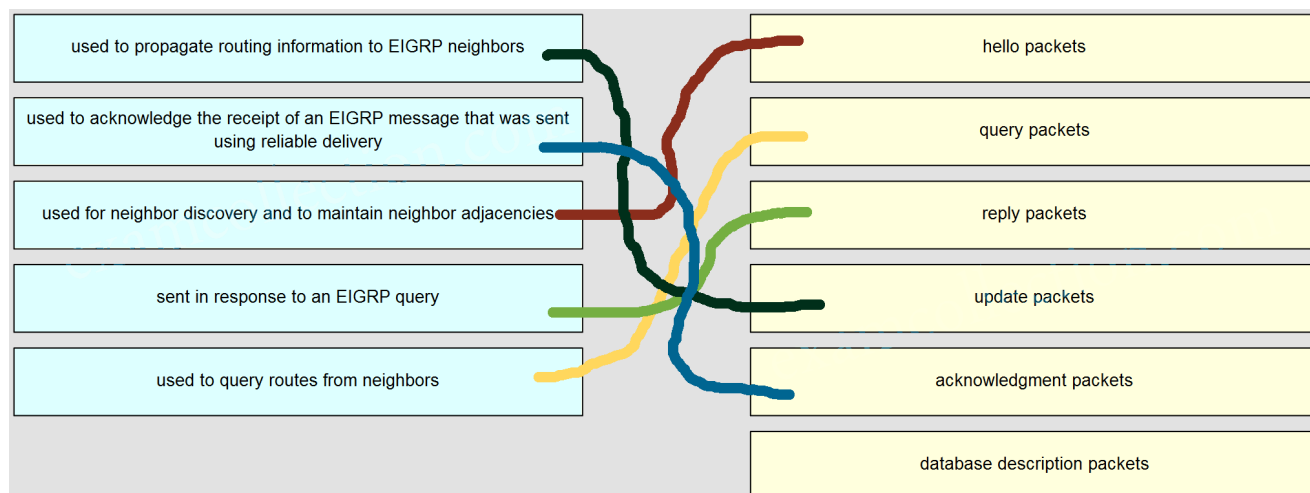 used to propagate routing information to EIGRP neighbors
used to acknowledge the receipt of an EIGRP message that was sent
using reliable delivery
used for neighbor discovery and to maintain neighbor adjacencies
sent in response to an EIGRP query
used to query routes from neighbors
hello packets
query packets
reply packets
update packets
acknowledgment packets
database description packets